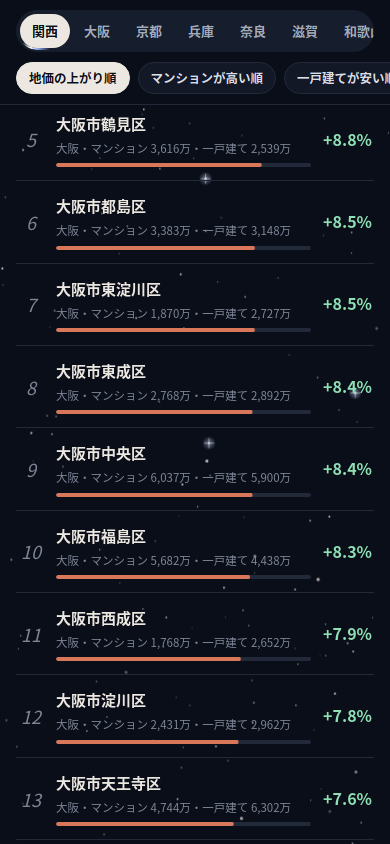 関西 大阪 京都 兵庫 奈良 滋賀 和歌
地価の上がり順 マンションが高い順 一戸建てが安い
5 大阪市鶴見区 +8.8%
大阪・マンション 3,616万・一戸建て 2,539万
6 大阪市都島区 +8.5%
大阪・マンション 3,383万・一戸建て 3,148万
7 大阪市東淀川区 +8.5%
大阪・マンション 1,870万・一戸建て 2,727万
8 大阪市東成区 +8.4%
大阪・マンション 2,768万・一戸建て 2,892万
9 大阪市中央区 +8.4%
大阪・マンション 6,037万・一戸建て 5,900万
10 大阪市福島区 +8.3%
大阪・マンション 5,682万・一戸建て 4,438万
11 大阪市西成区 +7.9%
大阪・マンション 1,768万・一戸建て 2,652万
12 大阪市淀川区 +7.8%
大阪・マンション 2,431万・一戸建て 2,962万
13 大阪市天王寺区 +7.6%
大阪・マンション 4,744万・一戸建て 6,302万